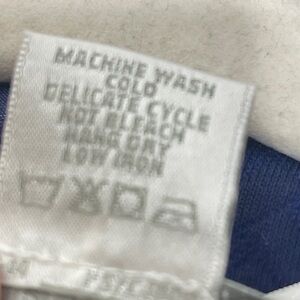 MACHINE WASH
COLD
DELICATE CYCLE
NOT BLEACH
HANG DRY
LOW IRON